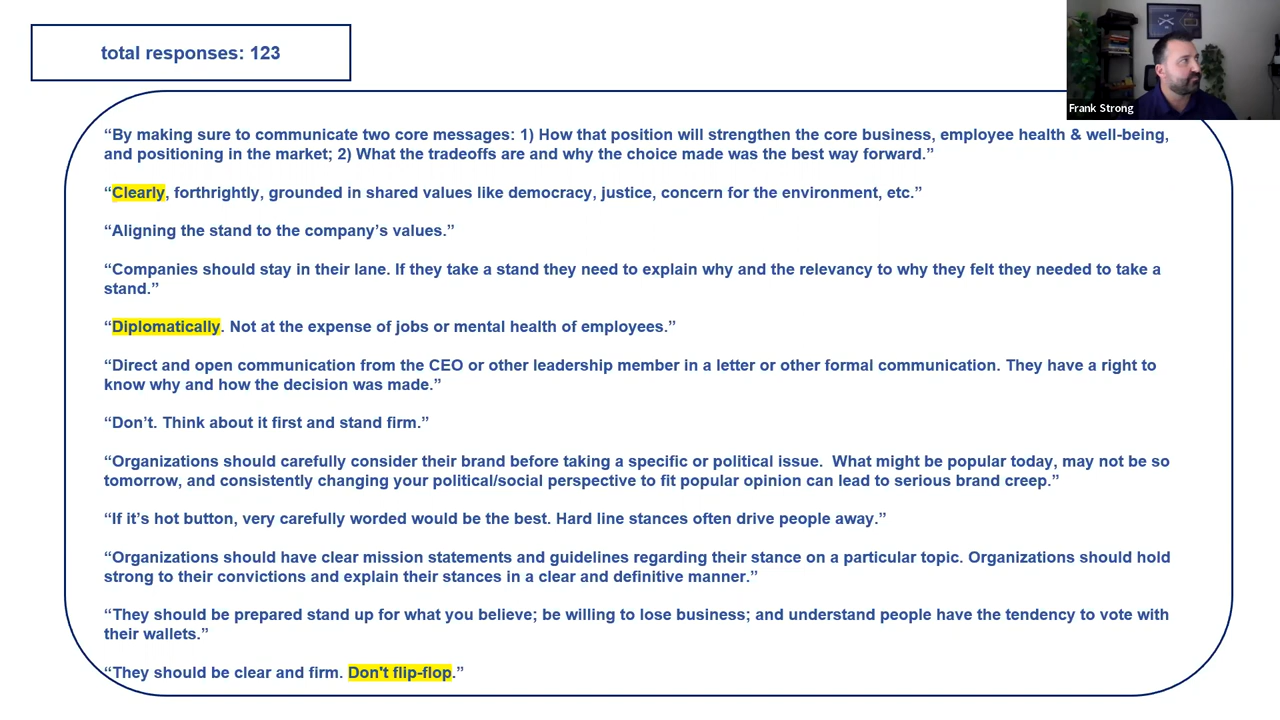 total responses: 123
Frank Strong
“By making sure to communicate two core messages: 1) How that position will strengthen the core business, employee health & well-being,
and positioning in the market; 2) What the tradeoffs are and why the choice made was the best way forward.”
“Clearly, forthrightly, grounded in shared values like democracy, justice, concern for the environment, etc.”
“Aligning the stand to the company’s values.”
“Companies should stay in their lane. If they take a stand they need to explain why and the relevancy to why they felt they needed to take a
stand.”
“Diplomatically. Not at the expense of jobs or mental health of employees.”
“Direct and open communication from the CEO or other leadership member in a letter or other formal communication. They have a right to
know why and how the decision was made.”
“Don’t. Think about it first and stand firm.”
“Organizations should carefully consider their brand before taking a specific or political issue.  What might be popular today, may not be so
tomorrow, and consistently changing your political/social perspective to fit popular opinion can lead to serious brand creep.”
“If it’s hot button, very carefully worded would be the best. Hard line stances often drive people away.”
“Organizations should have clear mission statements and guidelines regarding their stance on a particular topic. Organizations should hold
strong to their convictions and explain their stances in a clear and definitive manner.”
“They should be prepared stand up for what you believe; be willing to lose business; and understand people have the tendency to vote with
their wallets.”
“They should be clear and firm. Don't flip-flop.”